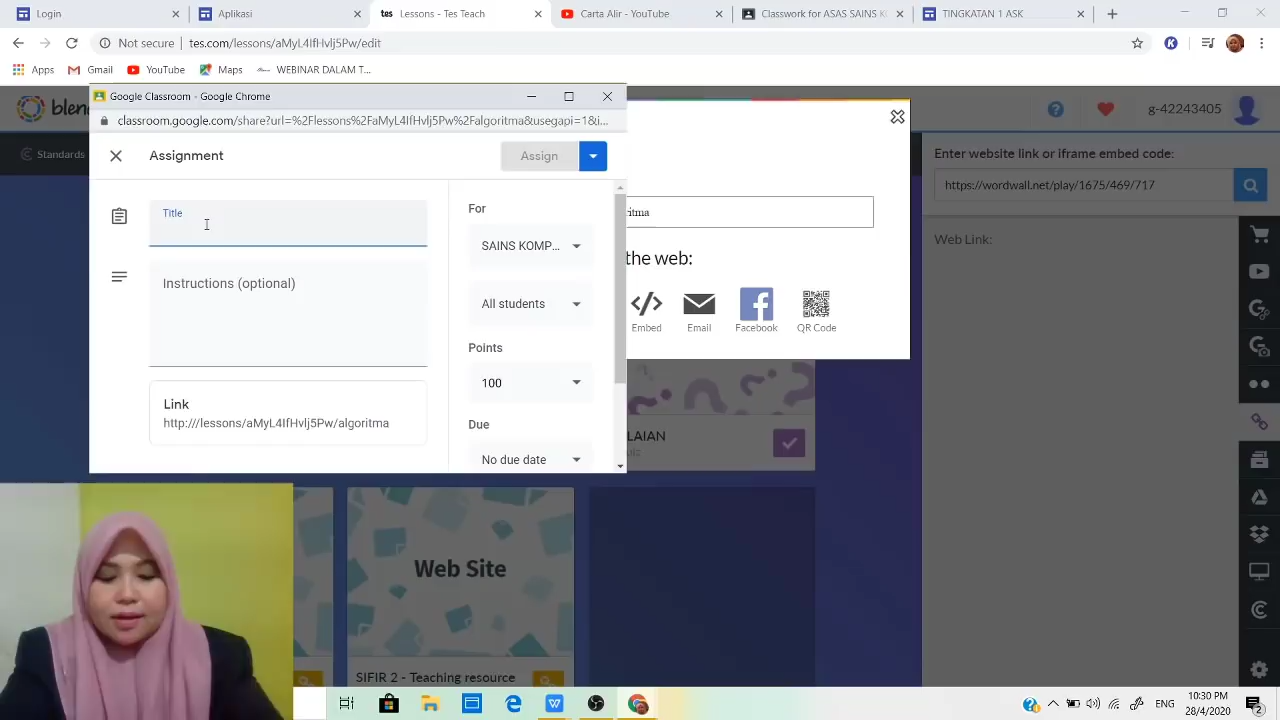 Login
Aplikasi
tes Lessons - Tes Teach
Carta Alir - YouTube
Classwork for ASAS SAINS K
TINGKATAN 1 ASK
Not secure | tes.com/lessons/aMyL4IfHvlj5Pw/edit
Apps
Gmail
YouTube
Maps
WEBINAR DALAM T...
Google Classroom - Google Chrome
classroom.google.com/share?url=%2Flessons%2FaMyL4IfHvlj5Pw%2Falgoritma&usegapi=1&i...
blen
g-42243405
Standards
Assignment
Assign
Enter website link or iframe embed code:
https://wordwall.net/play/1675/469/717
Web Link:
Title
Instructions (optional)
Link
http:///lessons/aMyL4IfHvlj5Pw/algoritma
For
SAINS KOMP...
All students
Points
100
Due
No due date
ritma
the web:
Embed
Email
Facebook
QR Code
LAIAN
Web Site
SIFIR 2 - Teaching resource
ENG
10:30 PM
28/4/2020
2